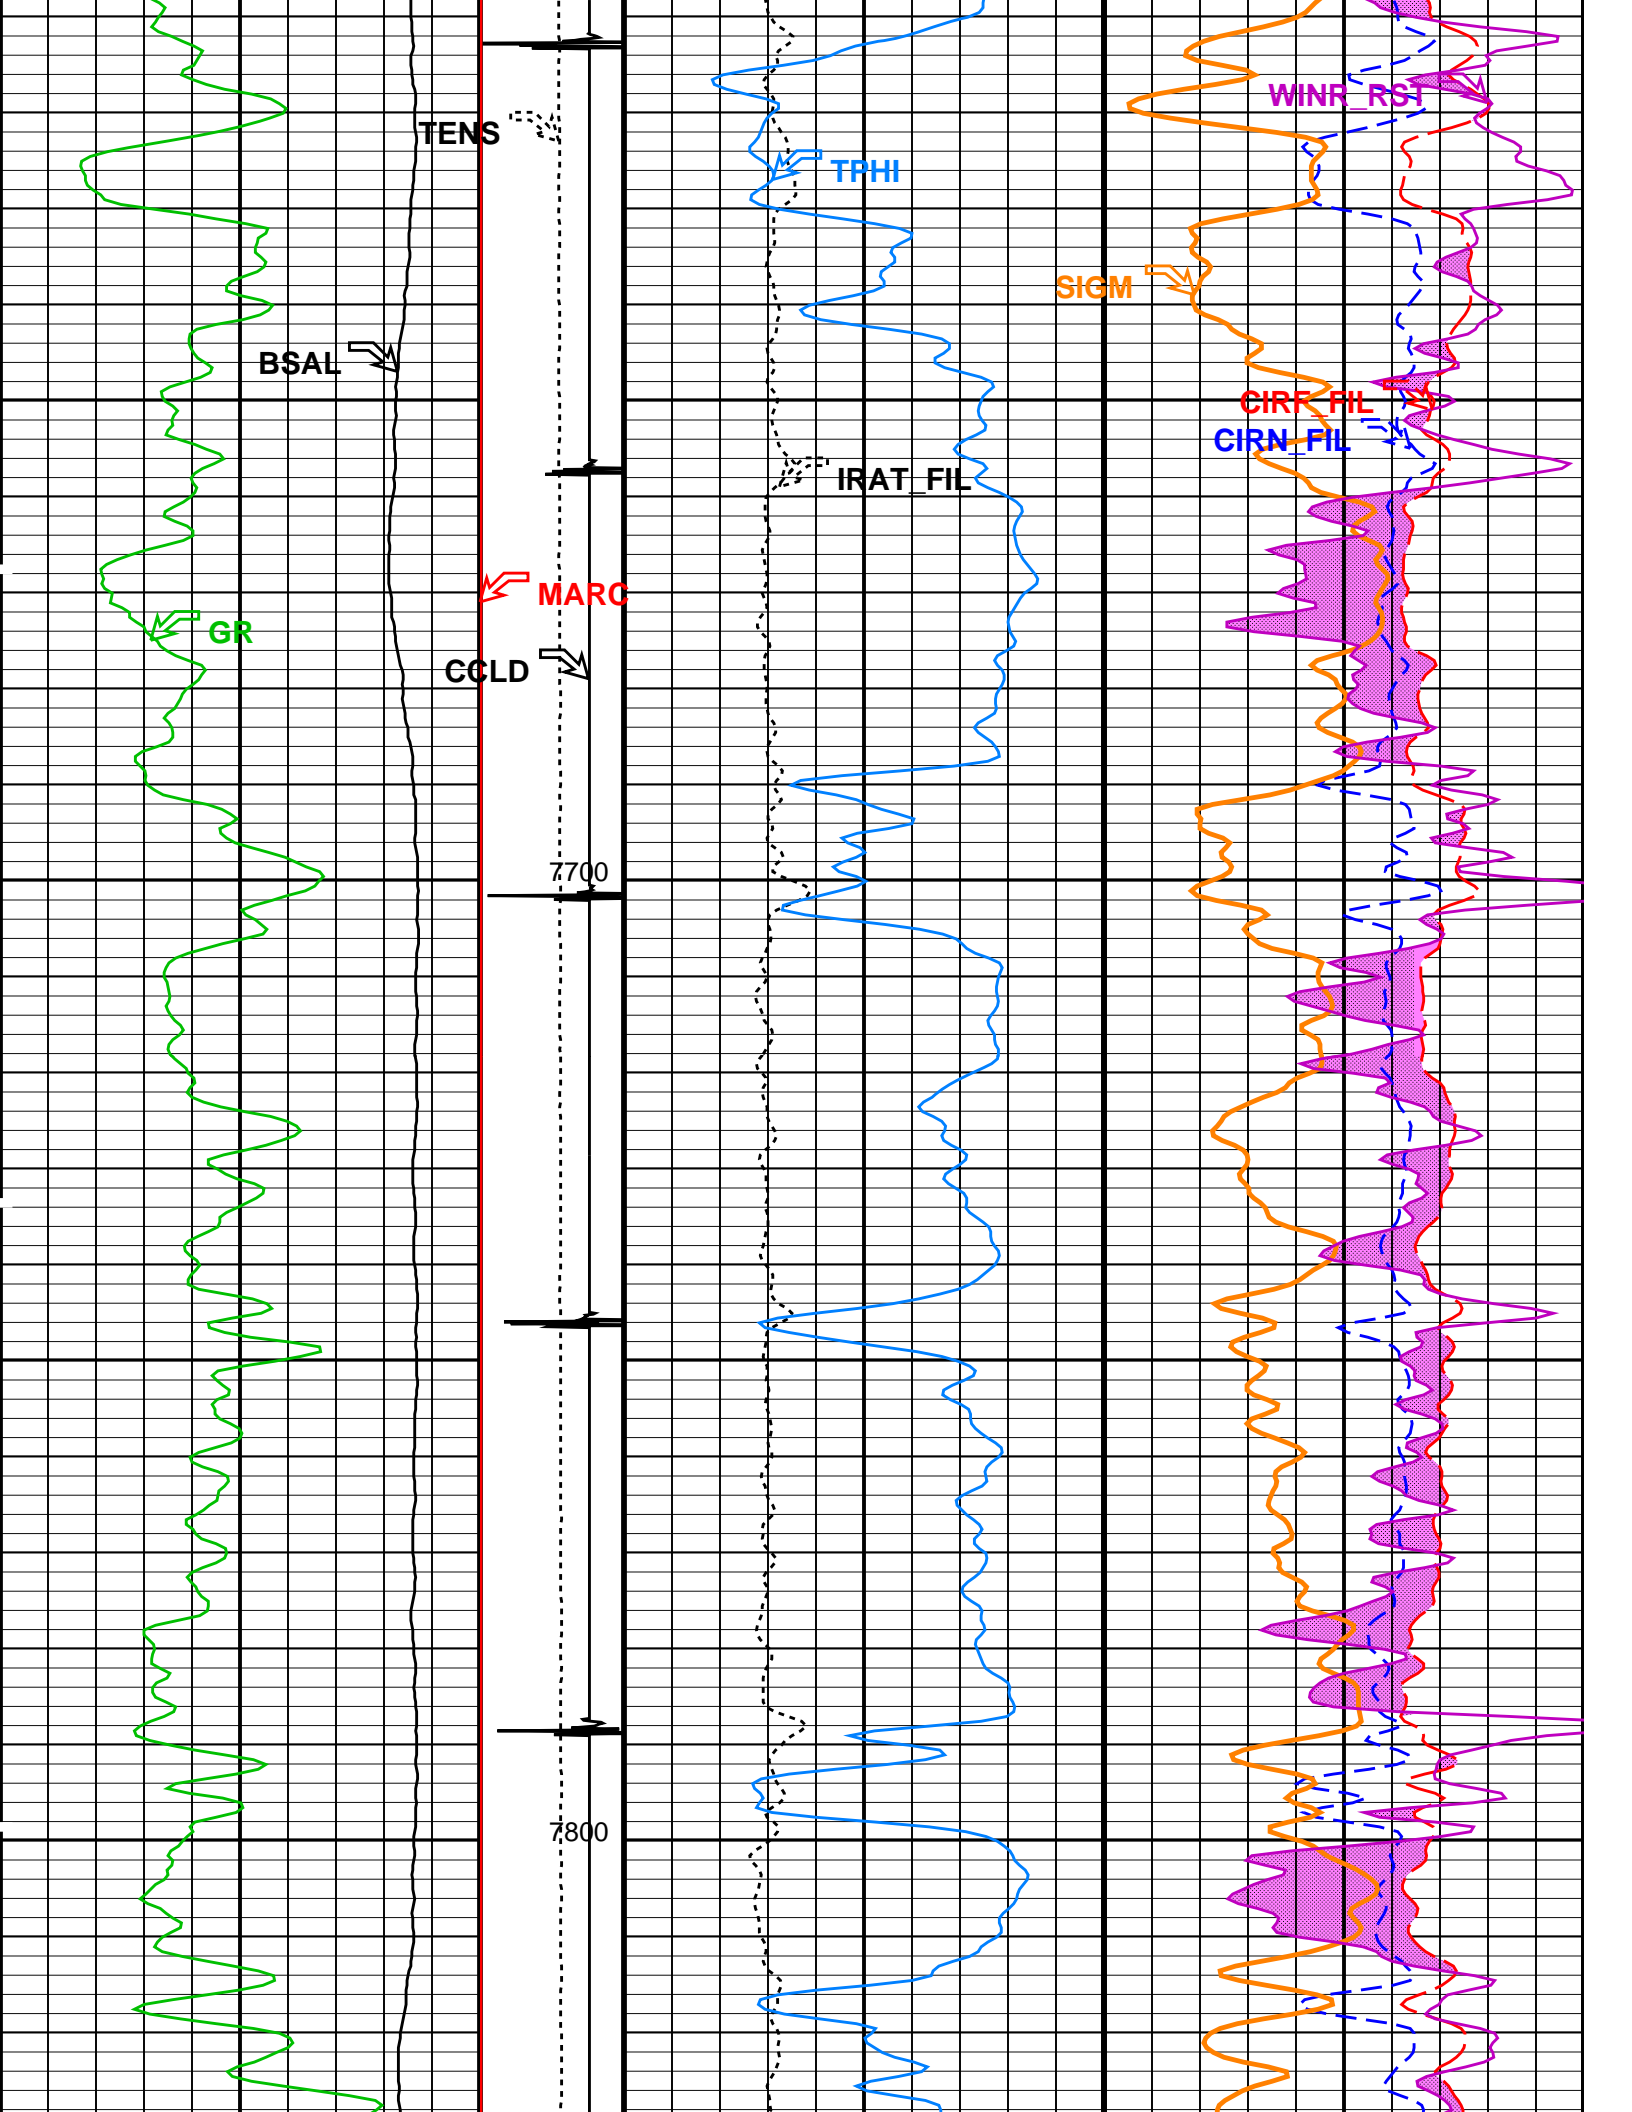 WINR_RST
TENS
TPHI
SIGM
BSAL
CIRF_FIL
CIRN_FIL
IRAT_FIL
MARC
GR
CCLD
7700
7800